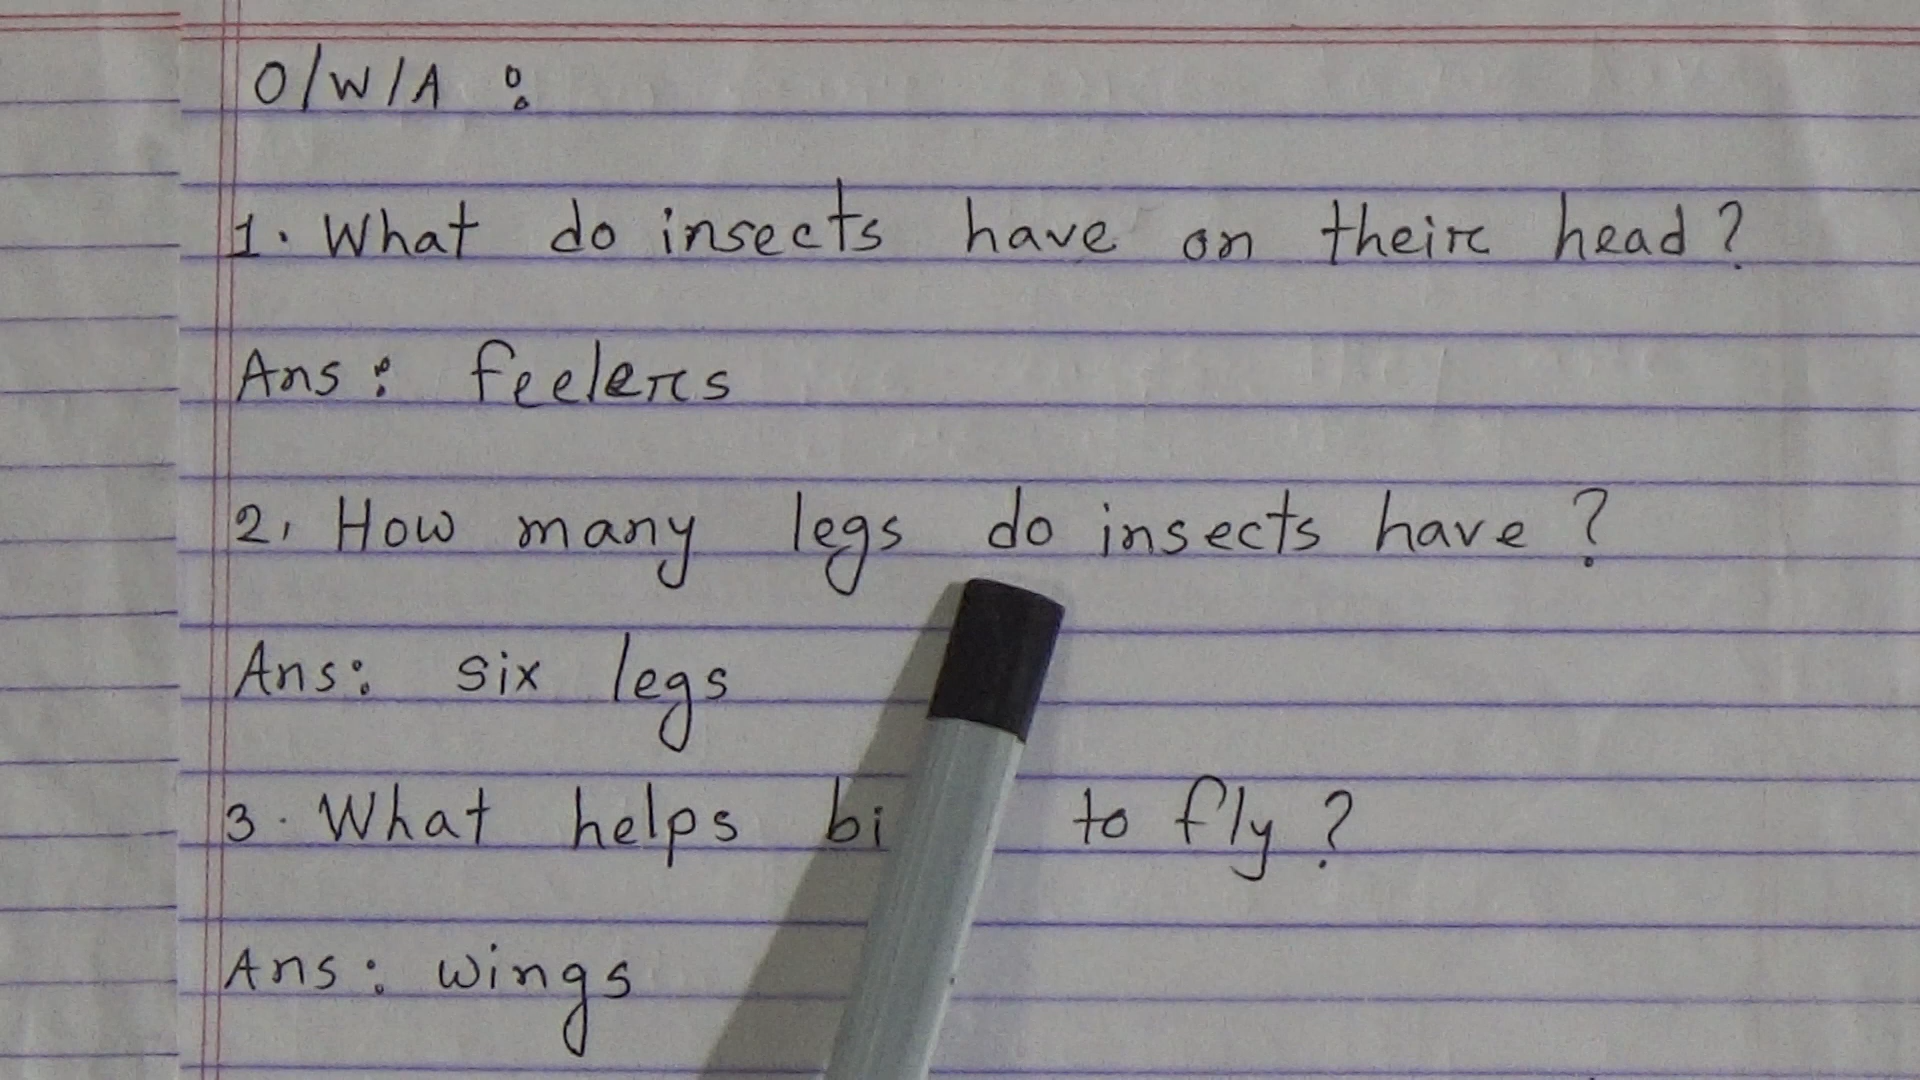 O/W/A :
1. What do insects have on their head?
Ans: feelers
2. How many legs do insects have?
Ans: six legs
3. What helps to fly?
Ans: wings